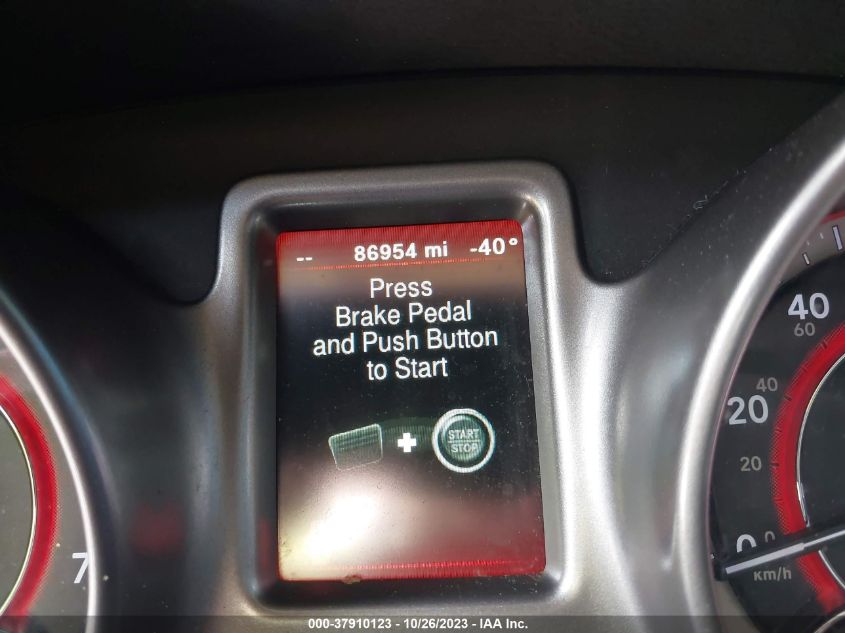 -- 86954 mi -40°
Press
Brake Pedal
and Push Button
to Start
START
STOP
40
60
40
20
20
0 0
km/h
7
000-37910123 - 10/26/2023 - IAA Inc.